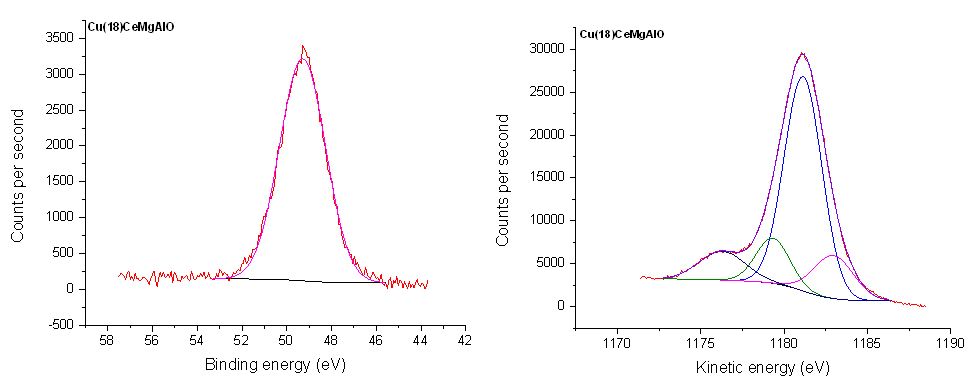 Cu(18)CeMgAlO
3500
3000
2500
2000
1500
1000
500
0
-500
Counts per second
58 56 54 52 50 48 46 44 42
Binding energy (eV)
Cu(18)CeMgAlO
30000
25000
20000
15000
10000
5000
0
Counts per second
1170 1175 1180 1185 1190
Kinetic energy (eV)